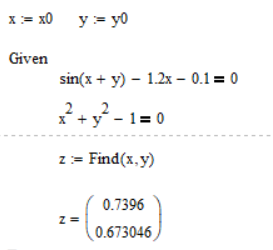 x := x0    y := y0
Given
sin(x + y) − 1.2x − 0.1 = 0
x² + y² − 1 = 0
z := Find(x, y)
z = (0.7396
0.673046)